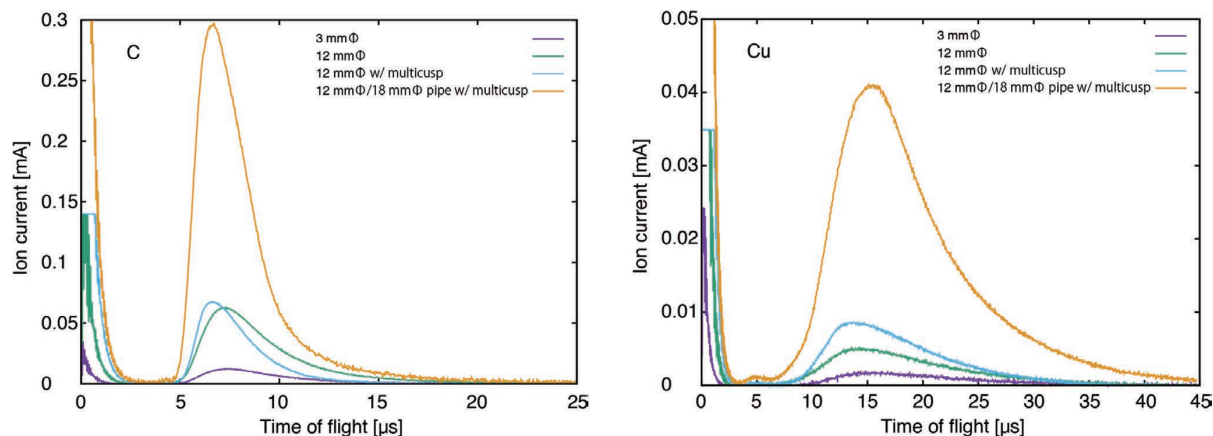 C
3 mmΦ
12 mmΦ
12 mmΦ w/ multicusp
12 mmΦ/18 mmΦ pipe w/ multicusp
Ion current [mA]
0.3
0.25
0.2
0.15
0.1
0.05
0
0 5 10 15 20 25
Time of flight [µs]
Cu
3 mmΦ
12 mmΦ
12 mmΦ w/ multicusp
12 mmΦ/18 mmΦ pipe w/ multicusp
Ion current [mA]
0.05
0.04
0.03
0.02
0.01
0.000
0 5 10 15 20 25 30 35 40 45
Time of flight [µs]